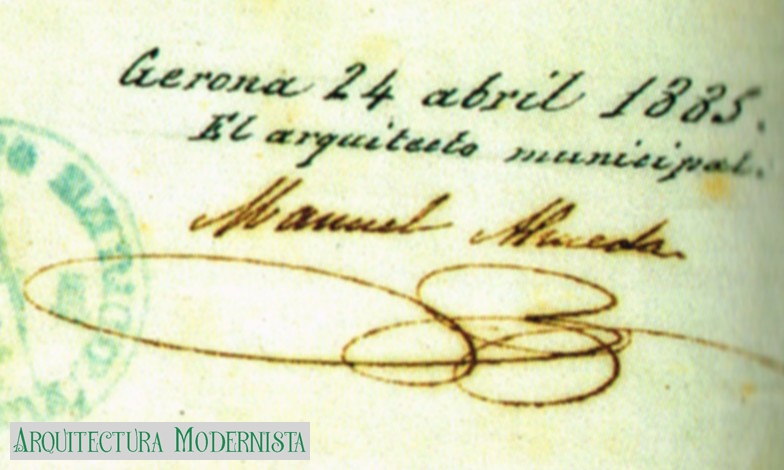 Gerona 24 abril 1885.
El arquitecto municipal.
Manuel Almeda
ARQUITECTURA MODERNISTA